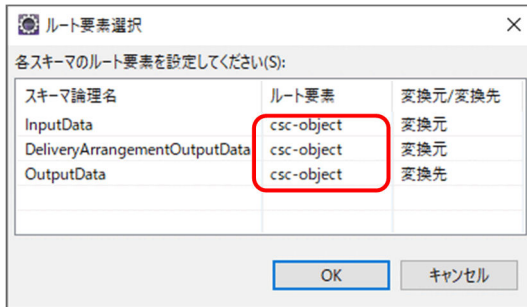 ルート要素選択
各スキーマのルート要素を設定してください(S):
スキーマ論理名 ルート要素 変換元/変換先
InputData csc-object 変換元
DeliveryArrangementOutputData csc-object 変換元
OutputData csc-object 変換先
OK キャンセル